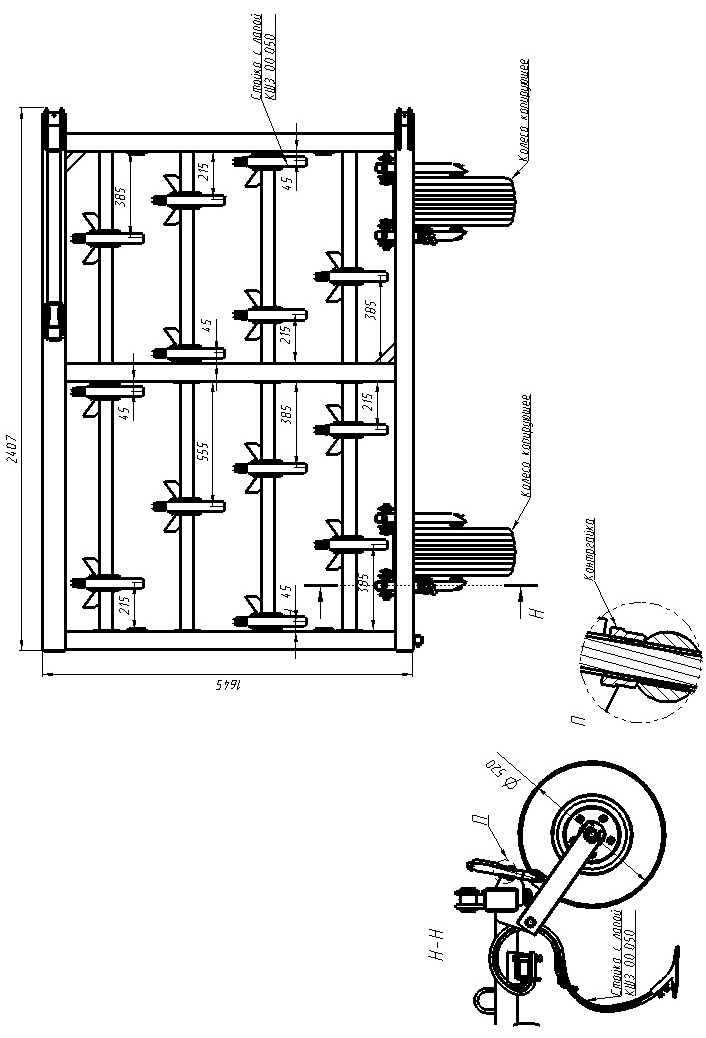 Стойка с лапой
КШЗ 00 050
Колесо копирующее
385
215
45
45
215
385
2407
45
555
385
215
Колесо копирующее
215
45
385
Н
1645
Контргайка
П
П
Ø 520
Н-Н
Стойка с лапой
КШЗ 00 050